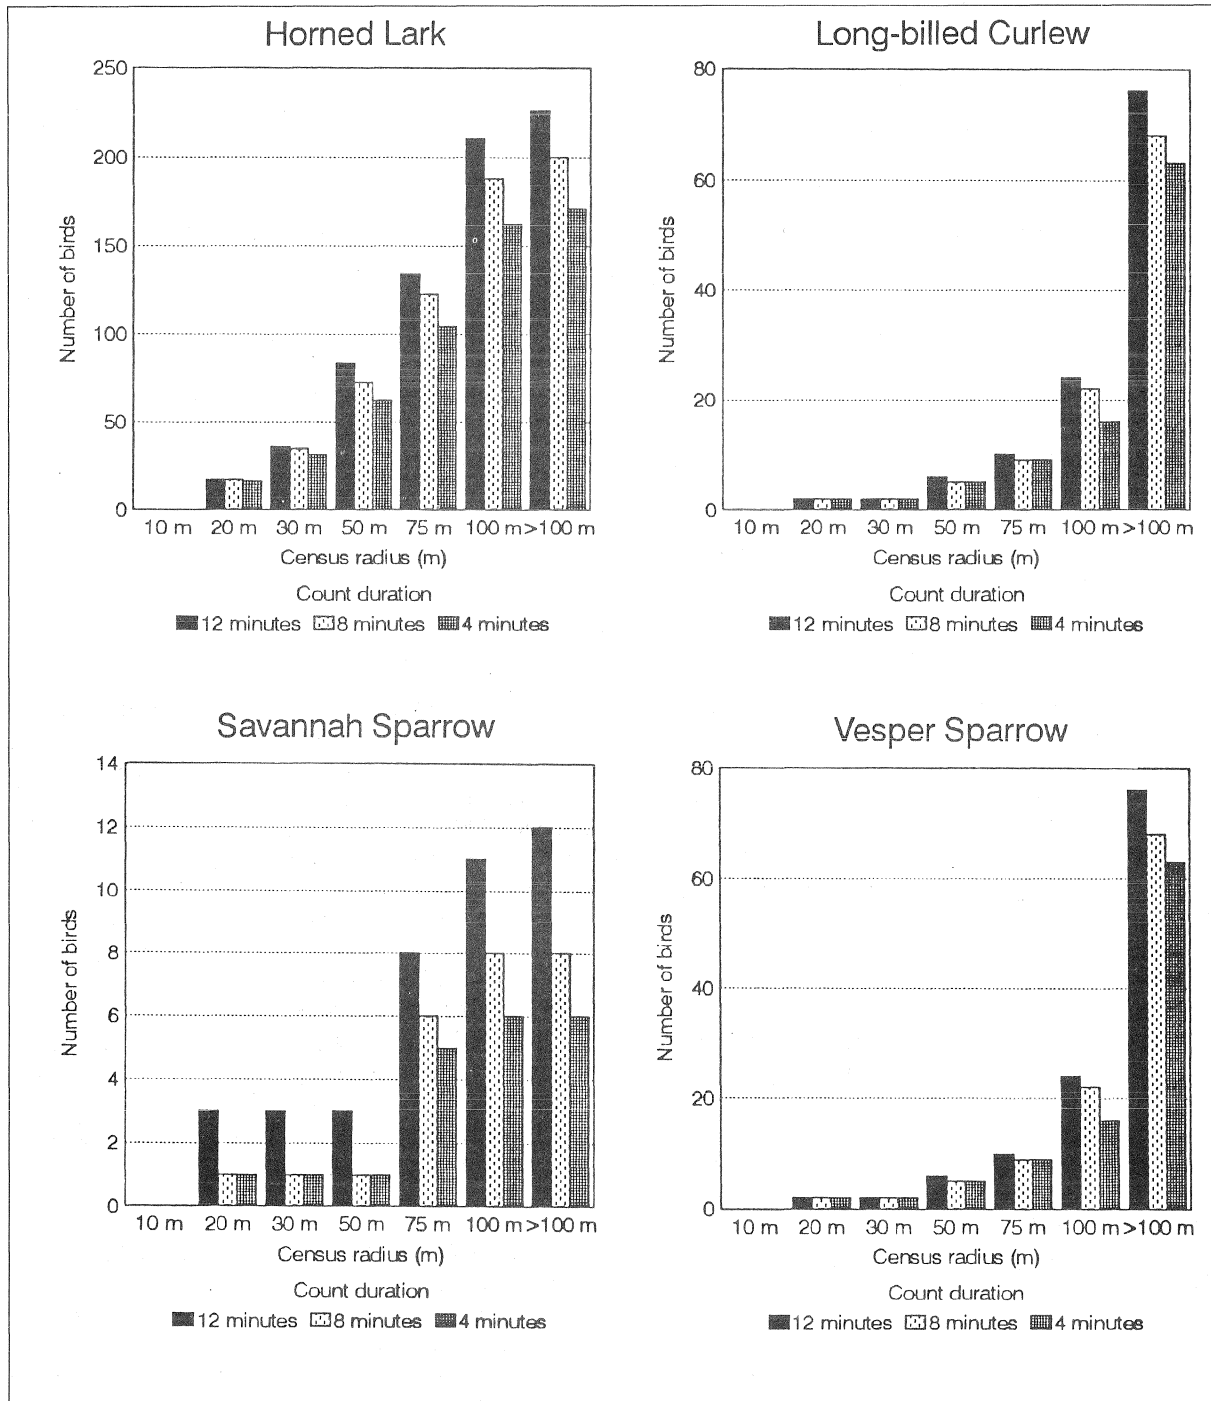 Horned Lark
250
200
150
100
50
0
Number of birds
10 m 20 m 30 m 50 m 75 m 100 m >100 m
Census radius (m)
Count duration
12 minutes 8 minutes 4 minutes
Long-billed Curlew
80
60
40
20
0
Number of birds
10 m 20 m 30 m 50 m 75 m 100 m >100 m
Census radius (m)
Count duration
12 minutes 8 minutes 4 minutes
Savannah Sparrow
14
12
10
8
6
4
2
0
Number of birds
10 m 20 m 30 m 50 m 75 m 100 m >100 m
Census radius (m)
Count duration
12 minutes 8 minutes 4 minutes
Vesper Sparrow
80
60
40
20
0
Number of birds
10 m 20 m 30 m 50 m 75 m 100 m >100 m
Census radius (m)
Count duration
12 minutes 8 minutes 4 minutes